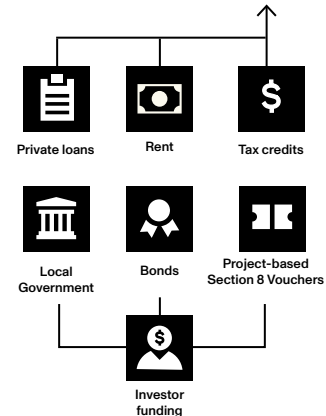 $
Private loans
Rent
Tax credits
Local
Government
Bonds
Project-based
Section 8 Vouchers
$
Investor
funding